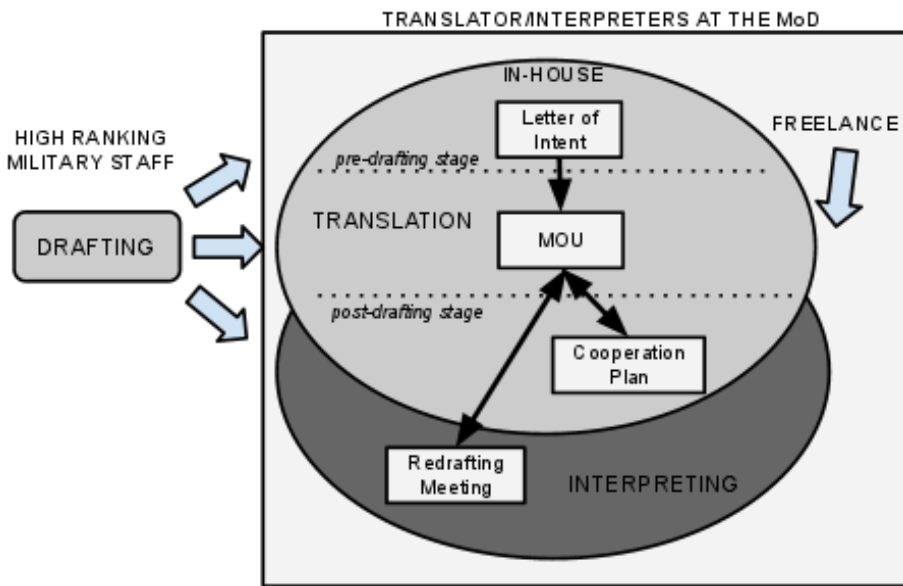 TRANSLATOR/INTERPRETERS AT THE MoD
IN-HOUSE
Letter of
Intent
HIGH RANKING
MILITARY STAFF
FREELANCE
pre-drafting stage
TRANSLATION
MOU
DRAFTING
post-drafting stage
Cooperation
Plan
Redrafting
Meeting
INTERPRETING